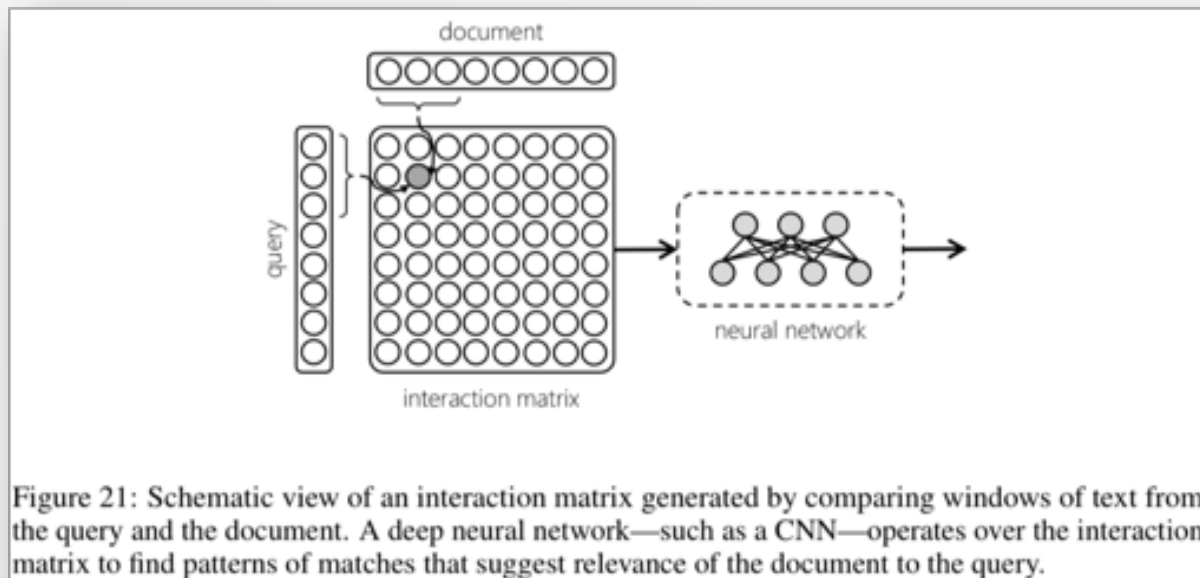 document
query
interaction matrix
neural network
Figure 21: Schematic view of an interaction matrix generated by comparing windows of text from
the query and the document. A deep neural network—such as a CNN—operates over the interaction
matrix to find patterns of matches that suggest relevance of the document to the query.